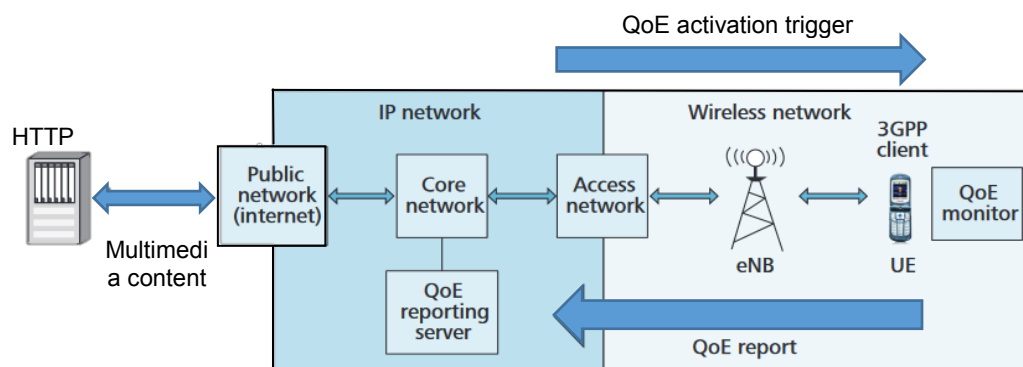 QoE activation trigger
IP network
Wireless network
HTTP
3GPP
client
Public
network
(internet)
Core
network
Access
network
QoE
monitor
Multimedi
a content
eNB
UE
QoE
reporting
server
QoE report